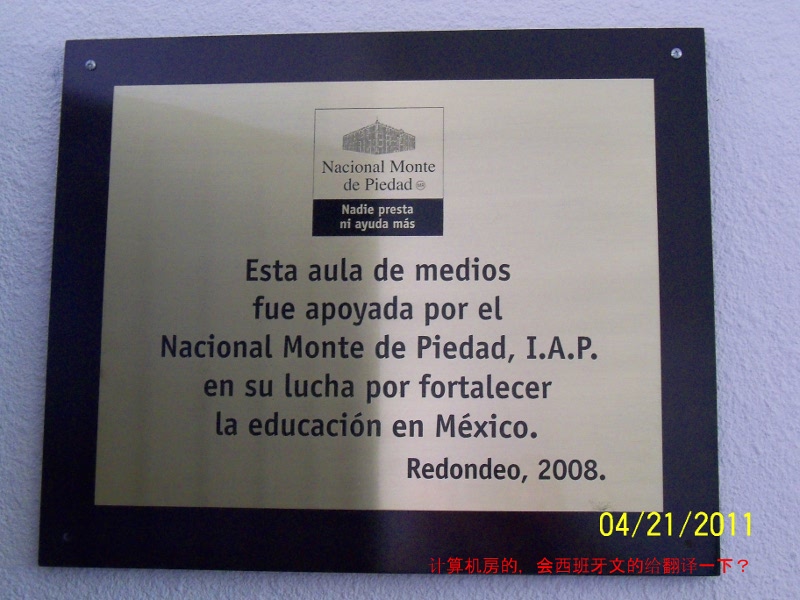 Nacional Monte
de Piedad
Nadie presta
ni ayuda más
Esta aula de medios
fue apoyada por el
Nacional Monte de Piedad, I.A.P.
en su lucha por fortalecer
la educación en México.
Redondeo, 2008.
04/21/2011
计算机房的，会西班牙文的给翻译一下？